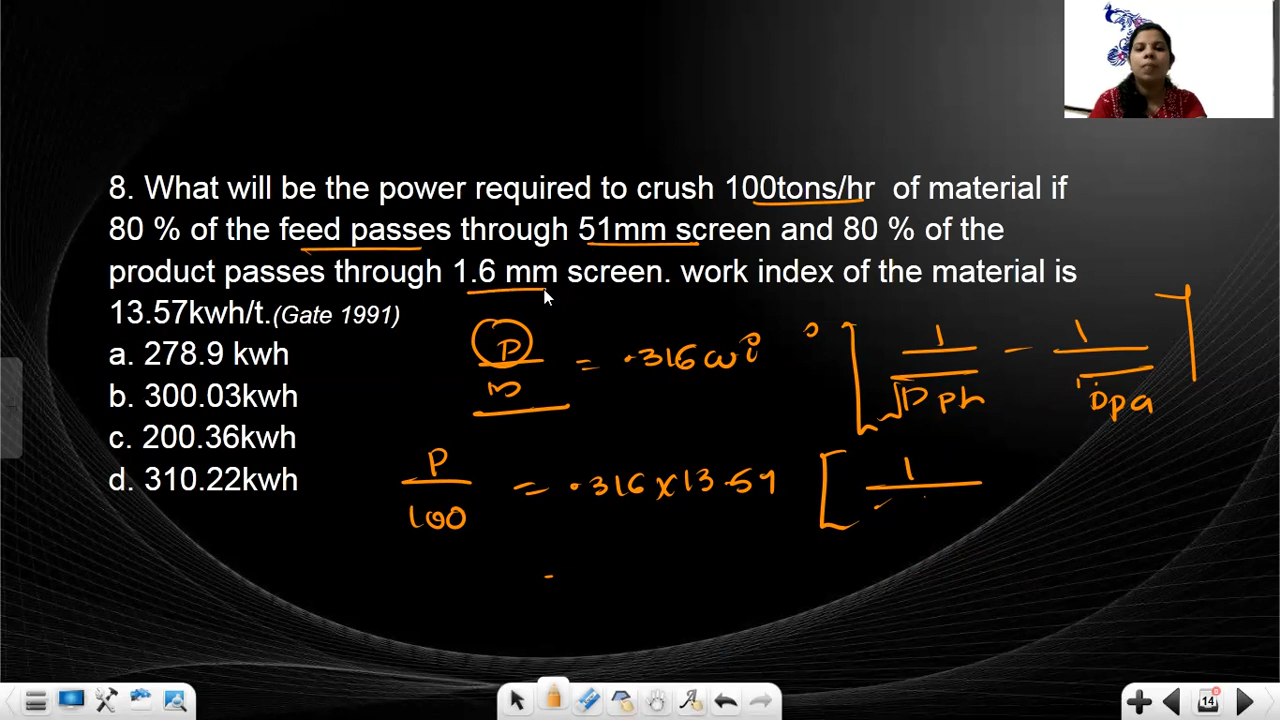 8. What will be the power required to crush 100tons/hr of material if
80 % of the feed passes through 51mm screen and 80 % of the
product passes through 1.6 mm screen. work index of the material is
13.57kwh/t.(Gate 1991)
a. 278.9 kwh
b. 300.03kwh
c. 200.36kwh
d. 310.22kwh
P/m = .316 wi [1/√Dpb - 1/√Dpa]
P/100 = .316 x 13.57 [1/
14